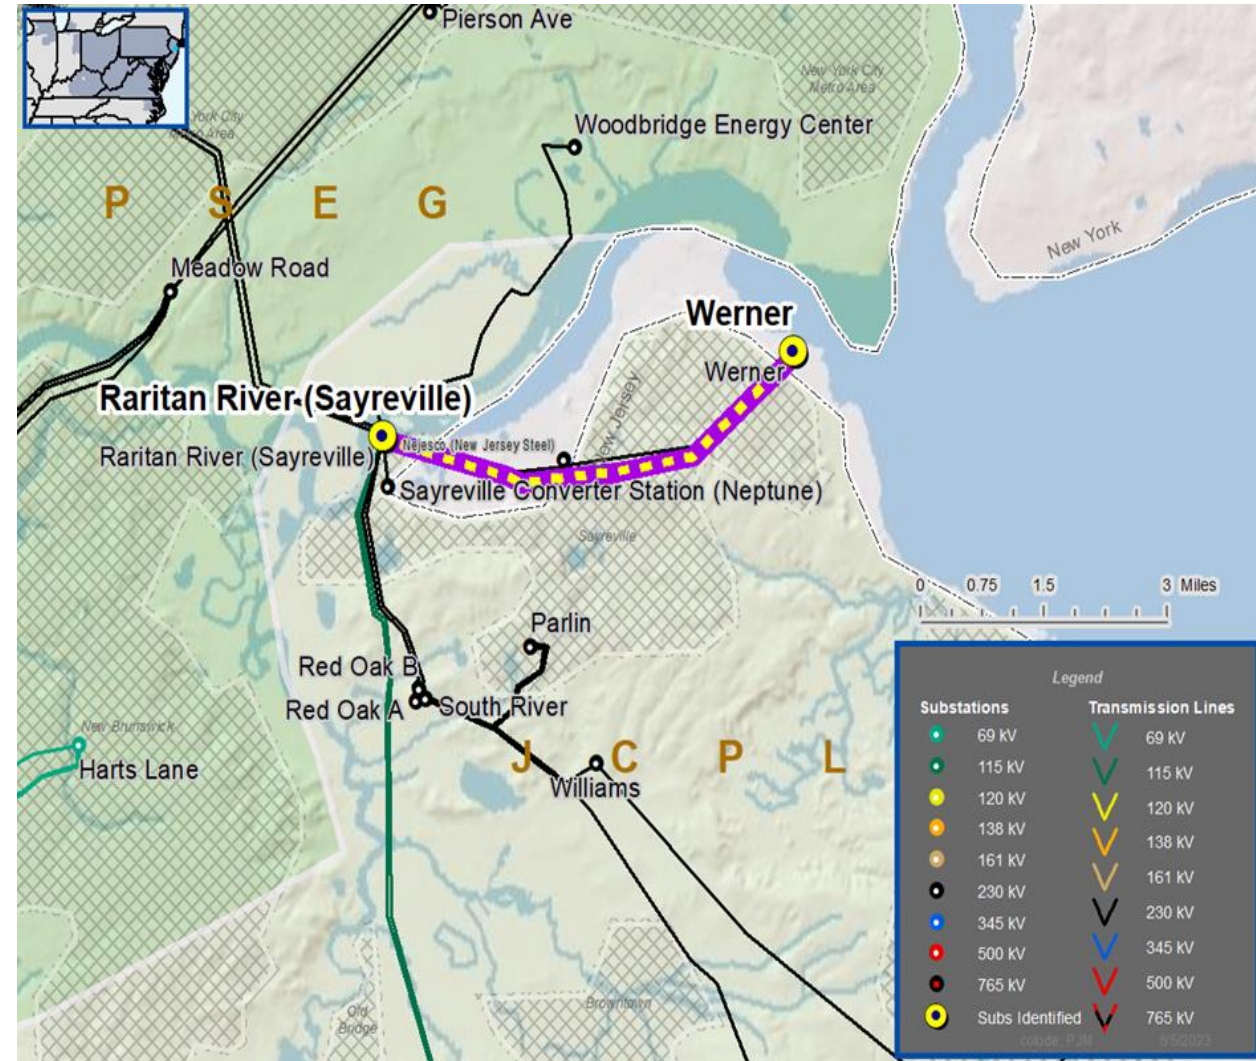 Pierson Ave
New York City
Metro Area
York City
Metro Area
Woodbridge Energy Center
P S E G
New York
Meadow Road
Werner
Werner
New Jersey
Raritan River (Sayreville)
Nejesco (New Jersey Steel)
Raritan River (Sayreville)
Sayreville Converter Station (Neptune)
Sayreville
0 0.75 1.5 3 Miles
Parlin
Red Oak B
Red Oak A
South River
New Brunswick
Harts Lane
J C P L
Williams
Old
Bridge
Browntown
Legend
Substations
69 kV
115 kV
120 kV
138 kV
161 kV
230 kV
345 kV
500 kV
765 kV
Subs Identified
Transmission Lines
69 kV
115 kV
120 kV
138 kV
161 kV
230 kV
345 kV
500 kV
765 kV